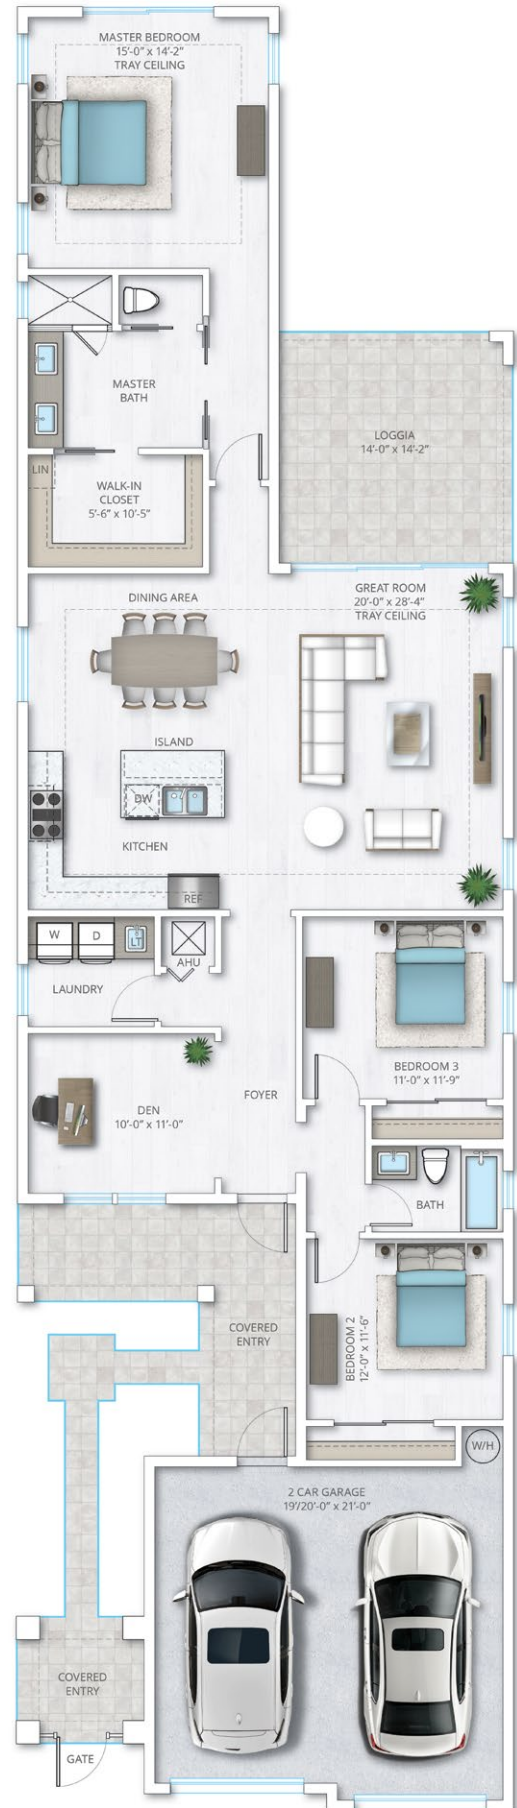 MASTER BEDROOM
15'-0" x 14'-2"
TRAY CEILING
MASTER
BATH
LIN
WALK-IN
CLOSET
5'-6" x 10'-5"
LOGGIA
14'-0" x 14'-2"
DINING AREA
GREAT ROOM
20'-0" x 28'-4"
TRAY CEILING
ISLAND
DW
KITCHEN
REF
W
D
LT
AHU
LAUNDRY
BEDROOM 3
11'-0" x 11'-9"
DEN
10'-0" x 11'-0"
FOYER
BATH
BEDROOM 2
12'-0" x 11'-6"
COVERED
ENTRY
W/H
2 CAR GARAGE
19'/20'-0" x 21'-0"
COVERED
ENTRY
GATE